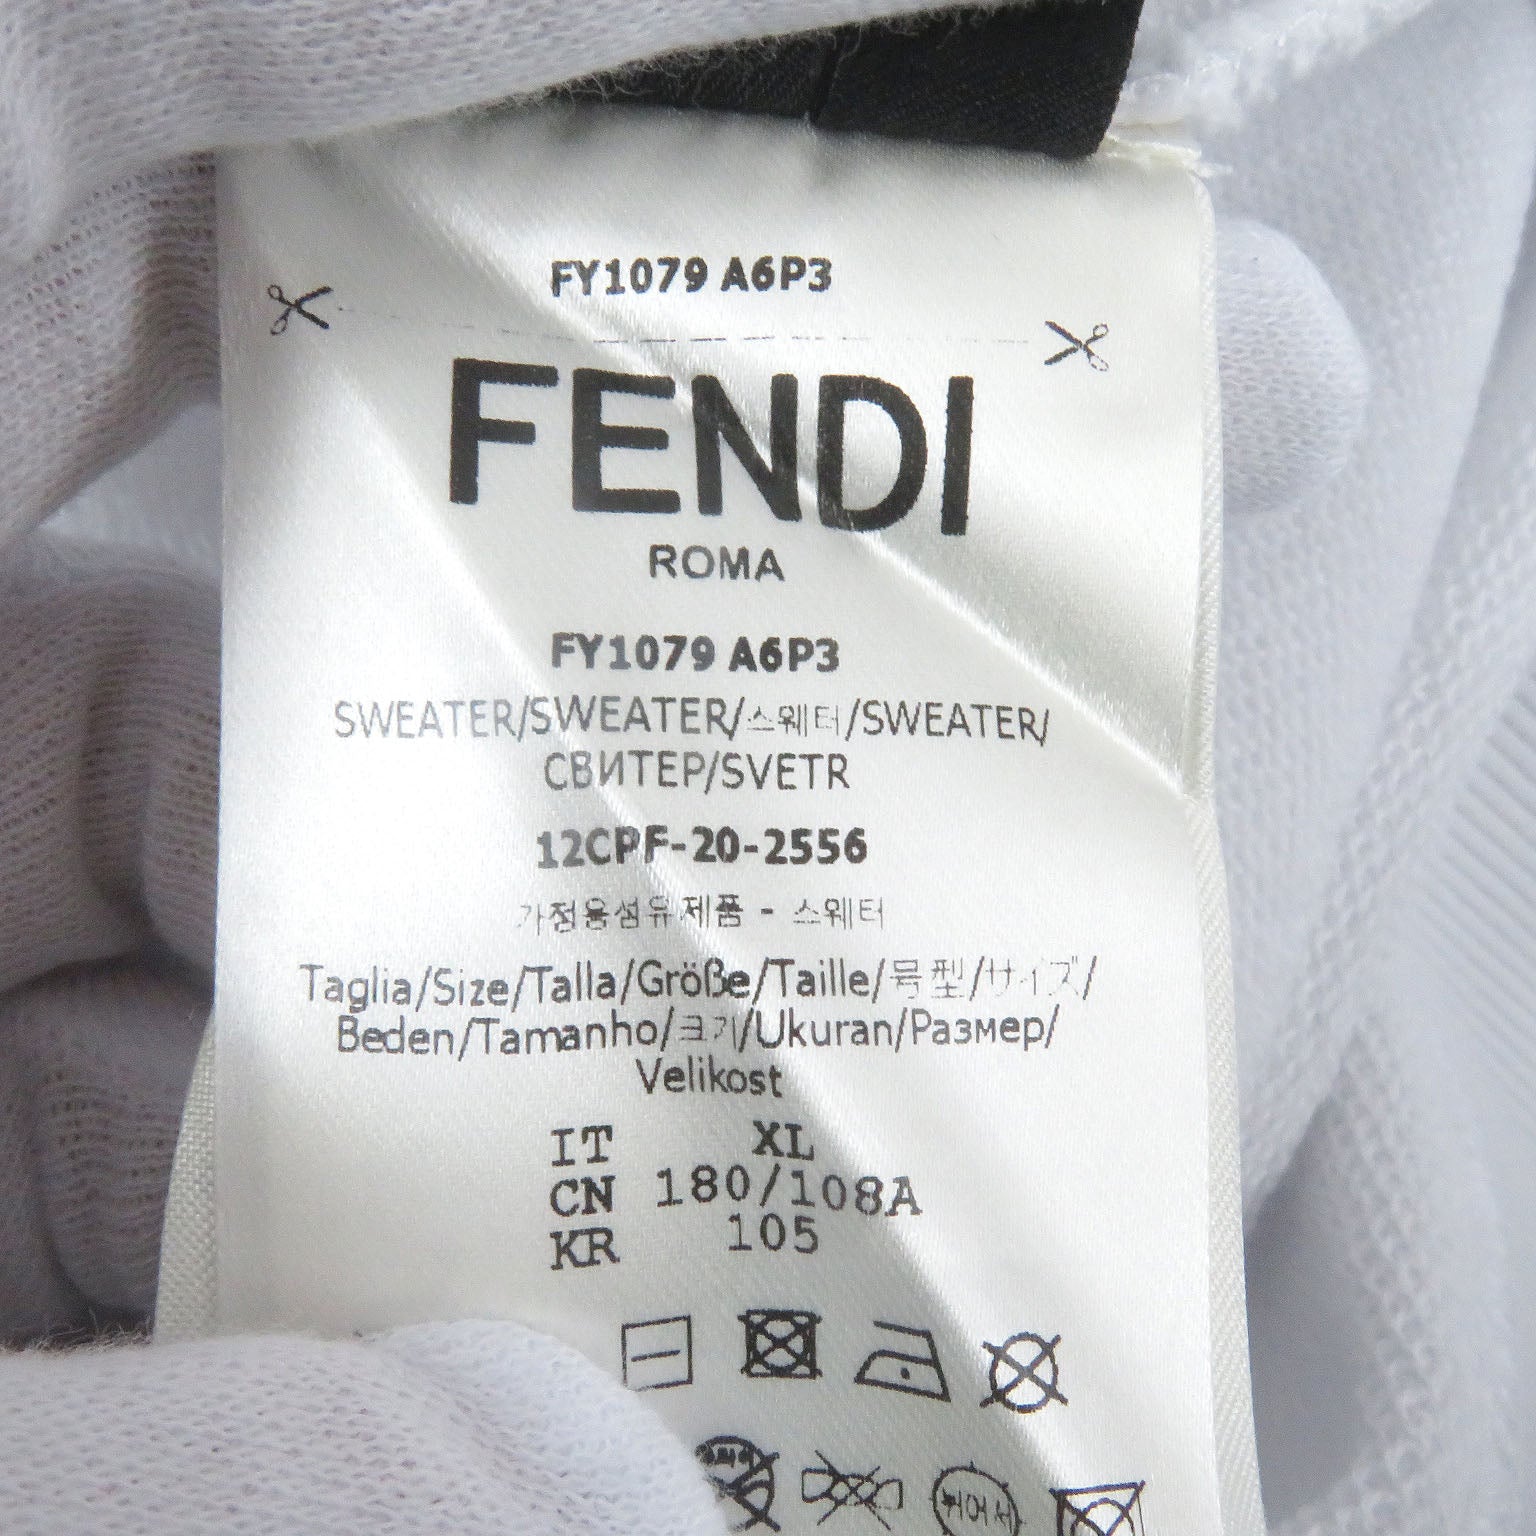 FY1079 A6P3
FENDI
ROMA
FY1079 A6P3
SWEATER/SWEATER/스웨터/SWEATER/
СВИТЕР/SVETR
12CPF-20-2556
가정용섬유제품 - 스웨터
Taglia/Size/Talla/Größe/Taille/号型/サイズ/
Beden/Tamanho/크기/Ukuran/Размер/
Velikost
IT XL
CN 180/108A
KR 105